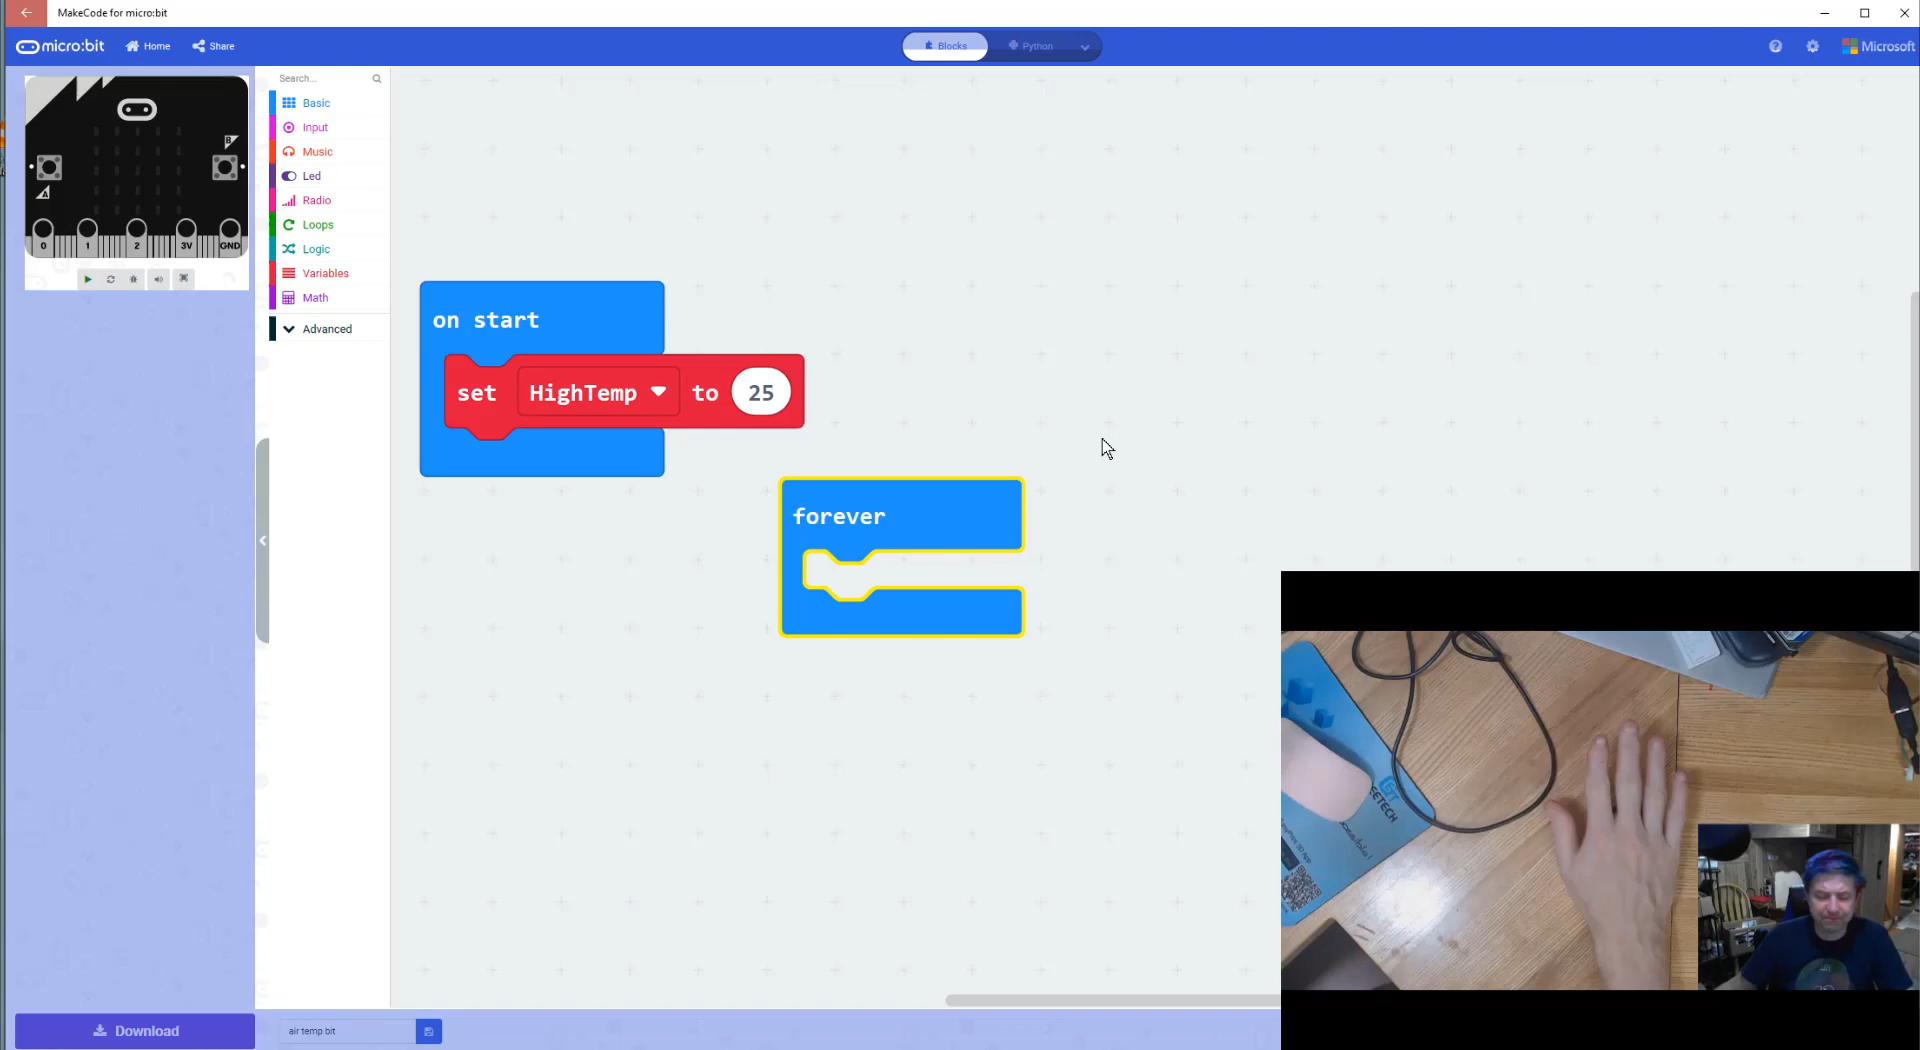 MakeCode for micro:bit
micro:bit
Home
Share
Blocks
Python
Microsoft
Search...
Basic
Input
Music
Led
Radio
Loops
Logic
Variables
Math
Advanced
B
A
0 1 2 3V GND
on start
set HighTemp to 25
forever
Download
air temp bit